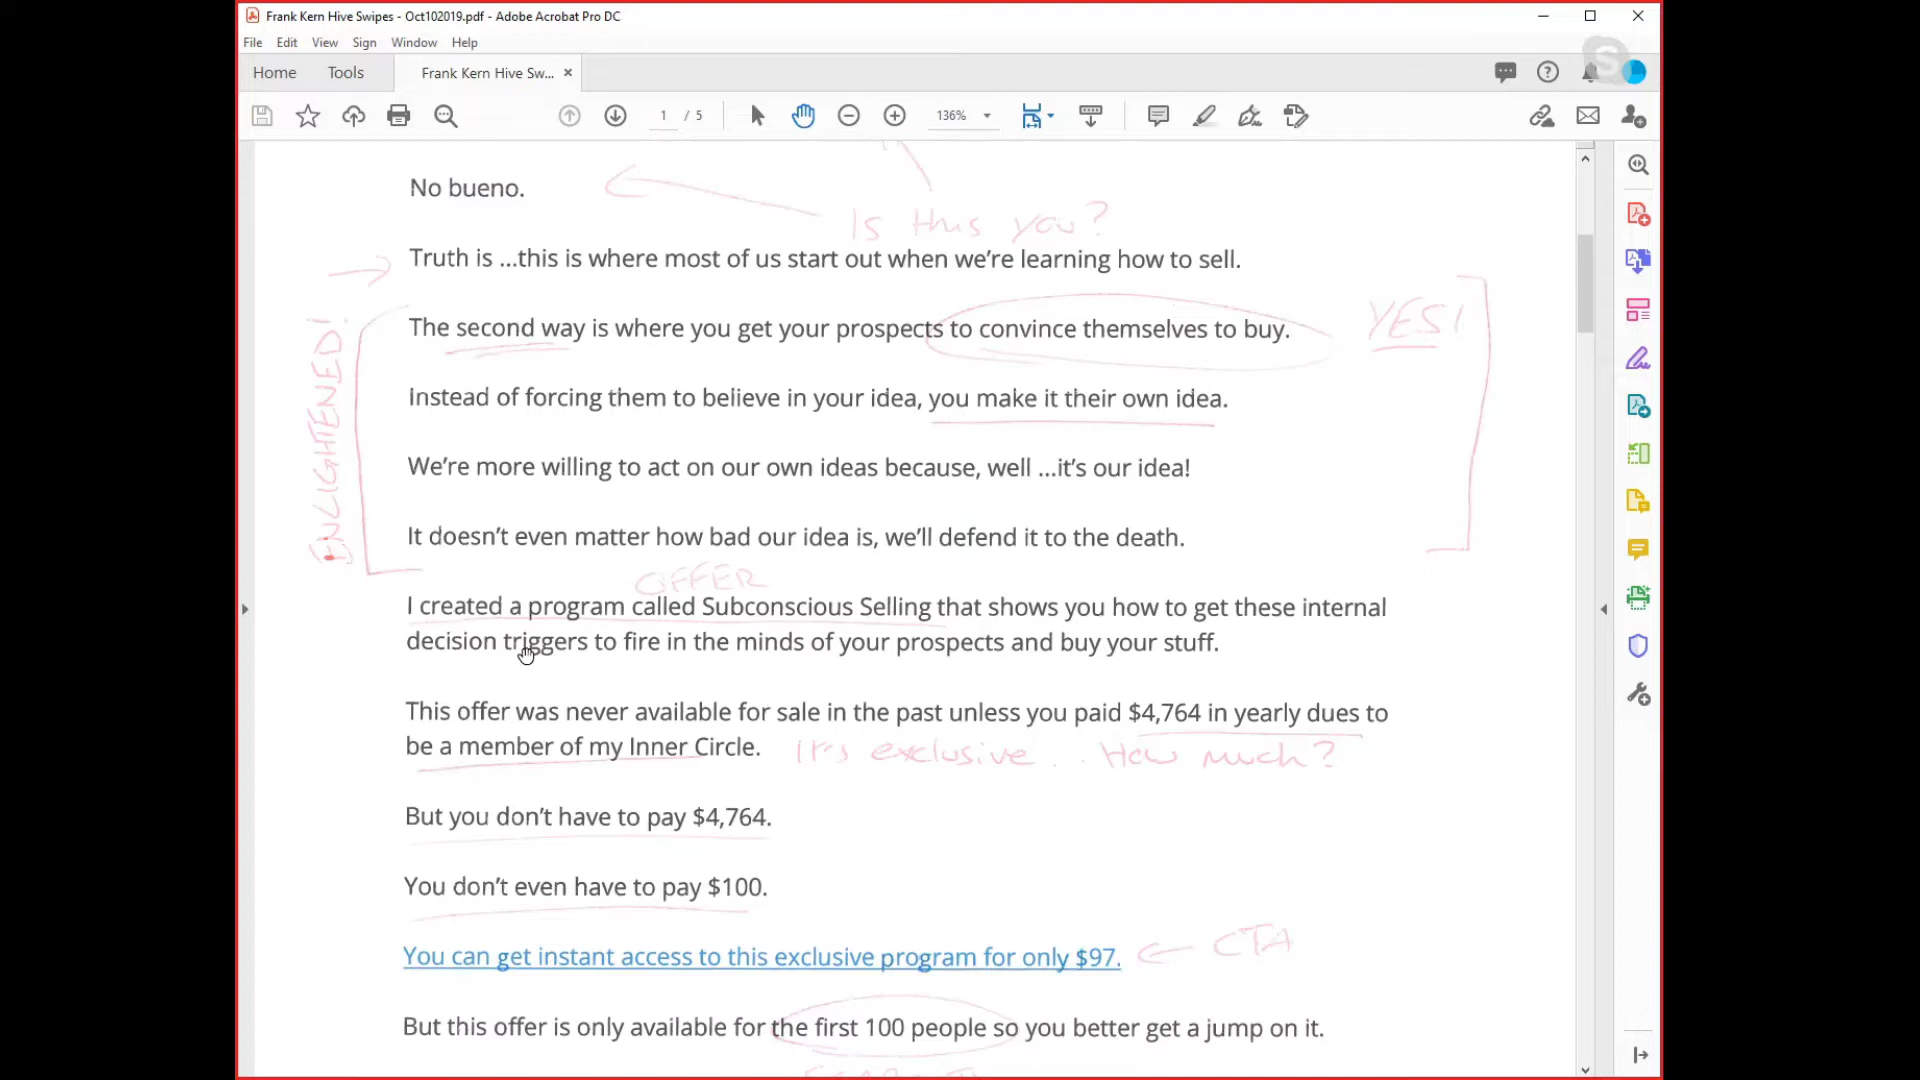 Frank Kern Hive Swipes - Oct102019.pdf - Adobe Acrobat Pro DC
File Edit View Sign Window Help
Home Tools Frank Kern Hive Sw... ×
1 / 5 136%
No bueno.
Is this you?
Truth is ...this is where most of us start out when we're learning how to sell.
The second way is where you get your prospects to convince themselves to buy.
YES!
ENLIGHTENED!
Instead of forcing them to believe in your idea, you make it their own idea.
We're more willing to act on our own ideas because, well ...it's our idea!
It doesn't even matter how bad our idea is, we'll defend it to the death.
OFFER
I created a program called Subconscious Selling that shows you how to get these internal
decision triggers to fire in the minds of your prospects and buy your stuff.
This offer was never available for sale in the past unless you paid $4,764 in yearly dues to
be a member of my Inner Circle. It's exclusive... How much?
But you don't have to pay $4,764.
You don't even have to pay $100.
You can get instant access to this exclusive program for only $97. ← CTA
But this offer is only available for the first 100 people so you better get a jump on it.